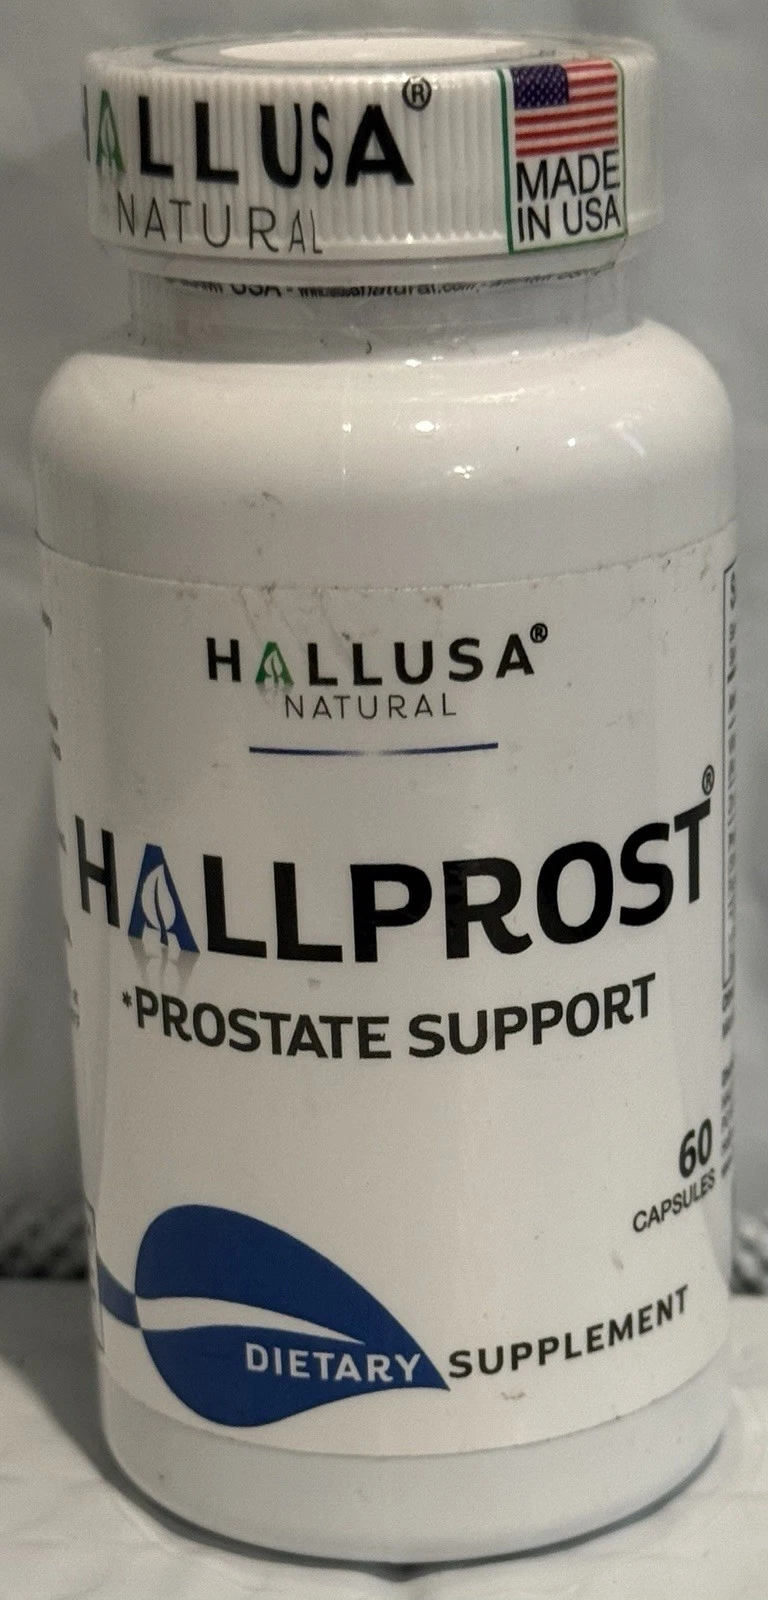 HALLUSA®
NATURAL
MADE
IN USA
HALLUSA®
NATURAL
HALLPROST®
*PROSTATE SUPPORT
60
CAPSULES
DIETARY SUPPLEMENT